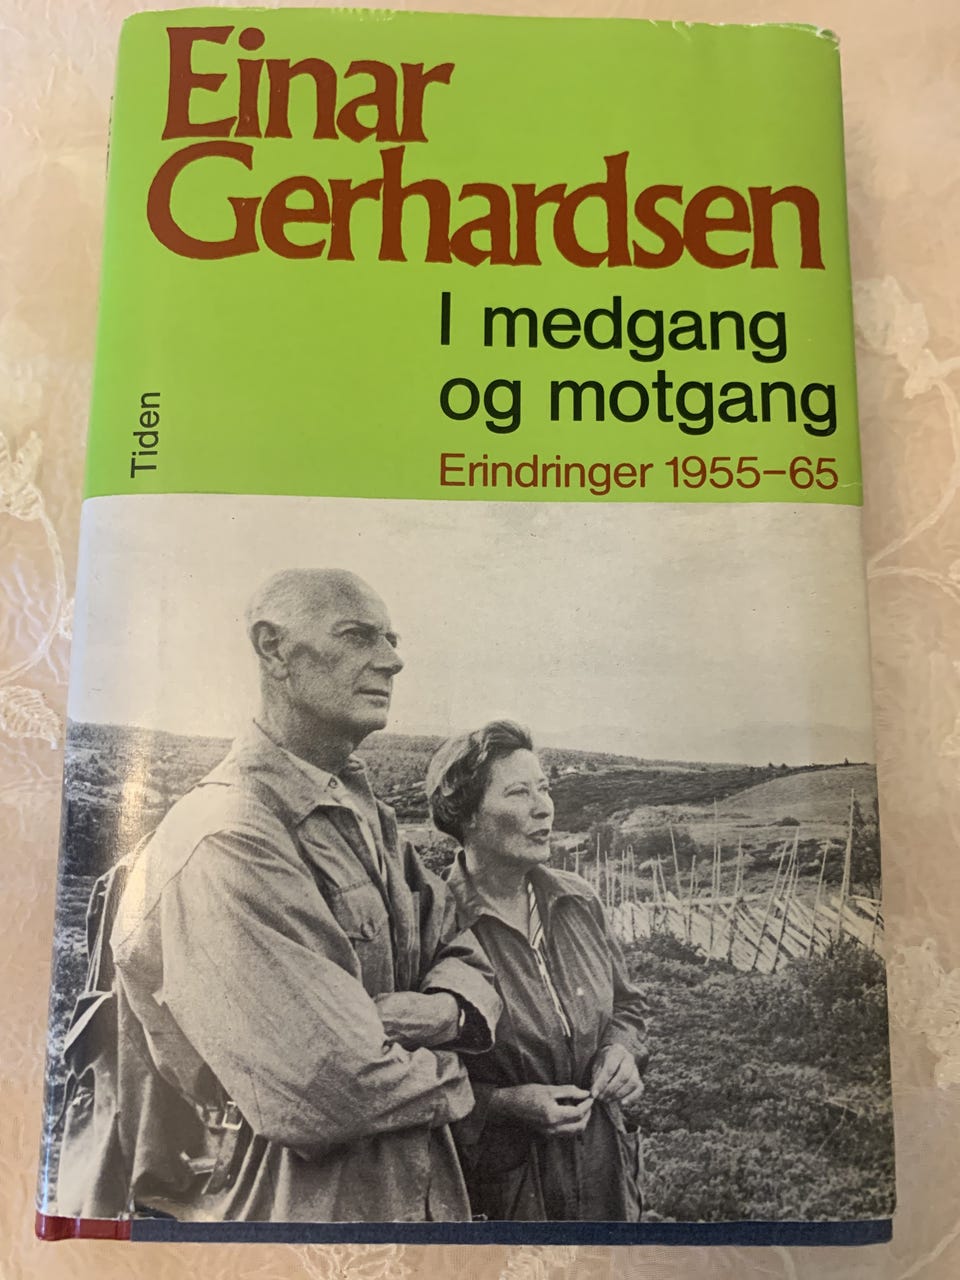 Einar
Gerhardsen
I medgang
og motgang
Erindringer 1955–65
Tiden